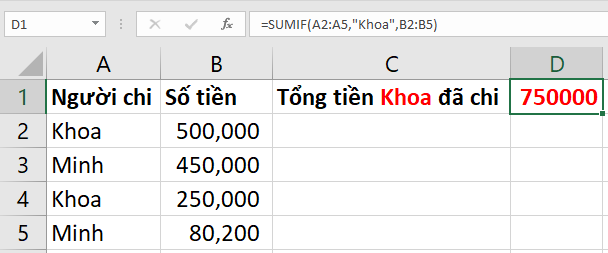 D1 fx =SUMIF(A2:A5,"Khoa",B2:B5)
A B C D
1 Người chi Số tiền Tổng tiền Khoa đã chi 750000
2 Khoa 500,000
3 Minh 450,000
4 Khoa 250,000
5 Minh 80,200